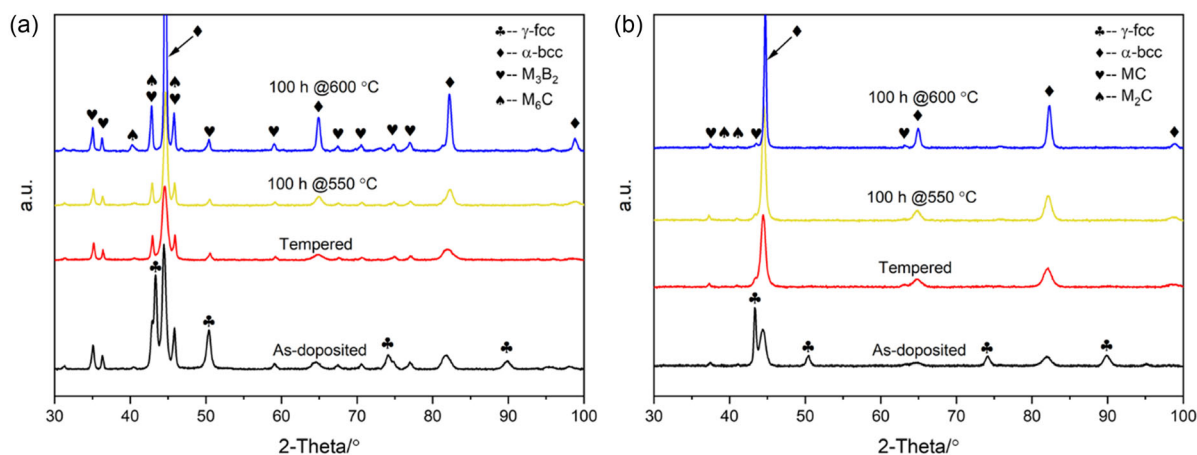 (a)
a.u.
♣-- γ-fcc
♦-- α-bcc
♥-- M₃B₂
♠-- M₆C
100 h @600 °C
100 h @550 °C
Tempered
As-doposited
30 40 50 60 70 80 90 100
2-Theta/°
(b)
a.u.
♣-- γ-fcc
♦-- α-bcc
♥-- MC
♠-- M₂C
100 h @600 °C
100 h @550 °C
Tempered
As-doposited
30 40 50 60 70 80 90 100
2-Theta/°